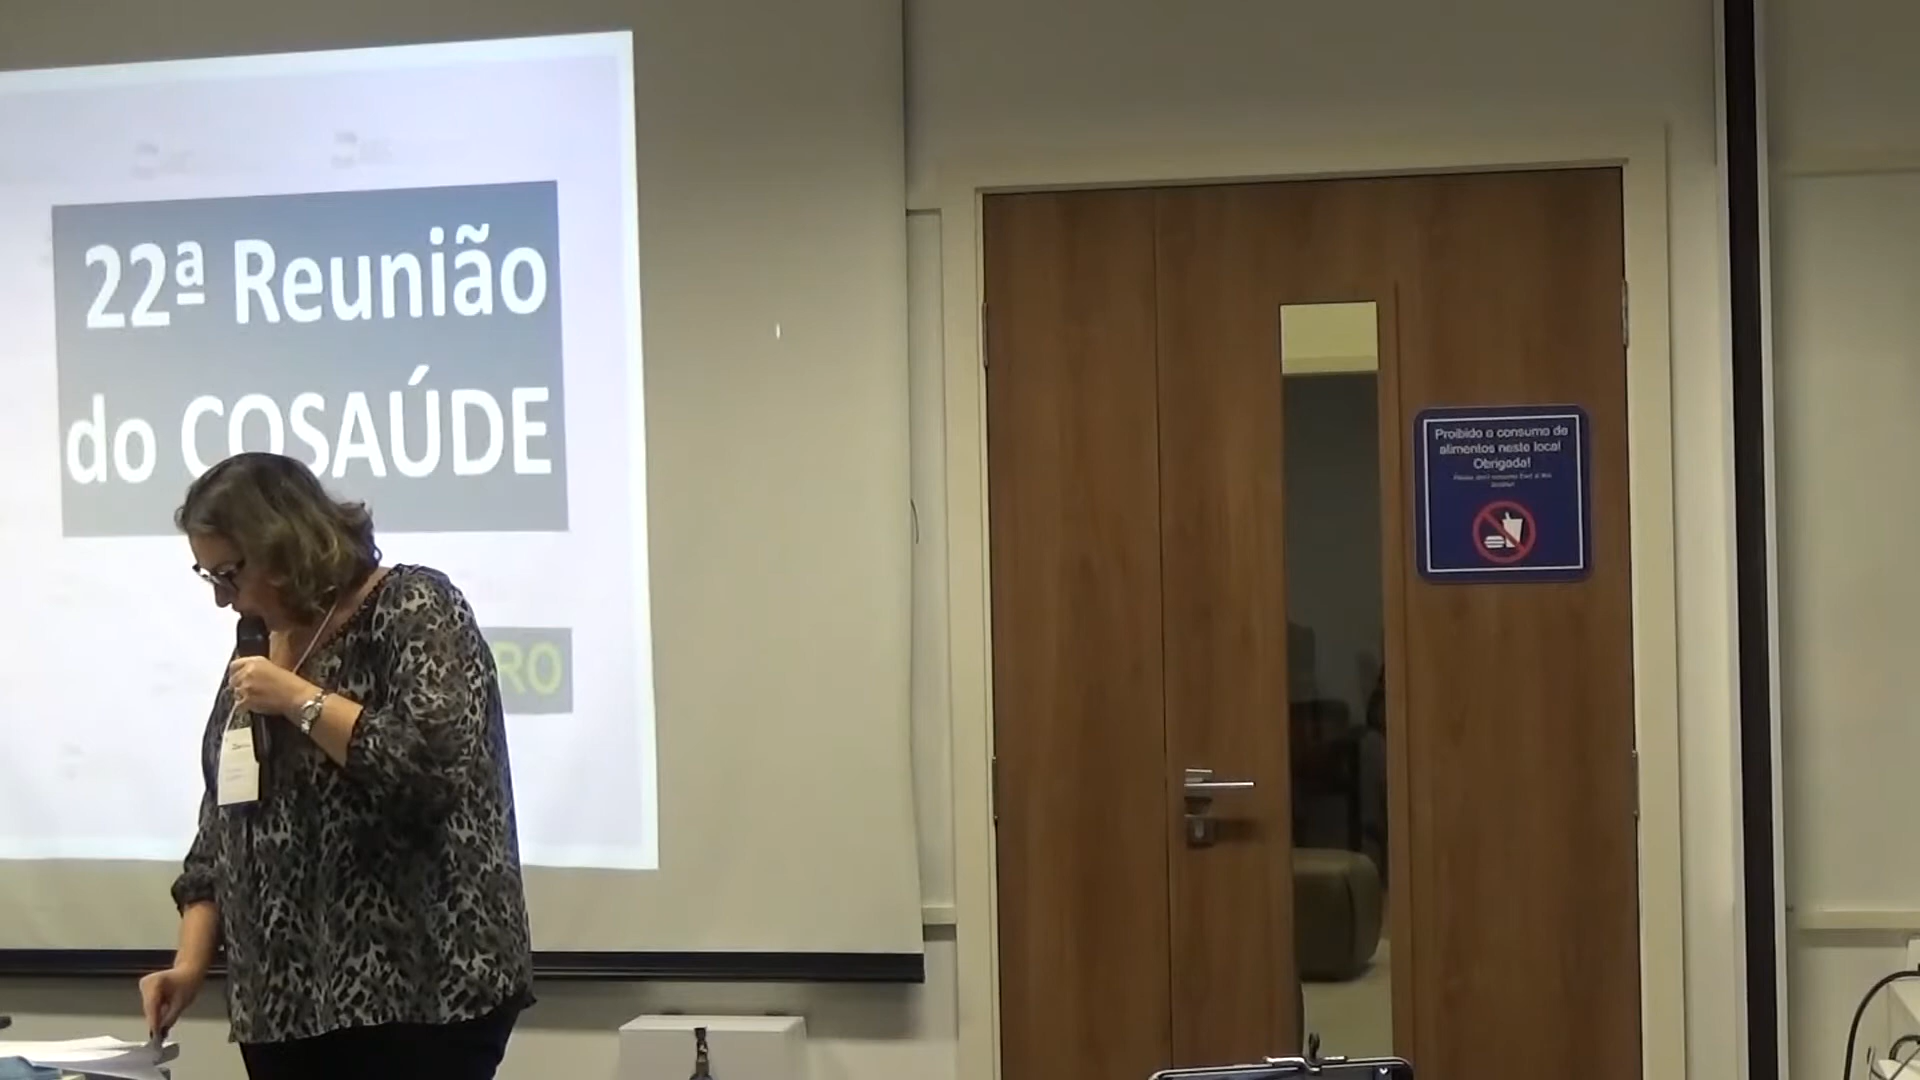 22ª Reunião
do COSAÚDE
RO
Proibido o consumo de
alimentos neste local
Obrigada!